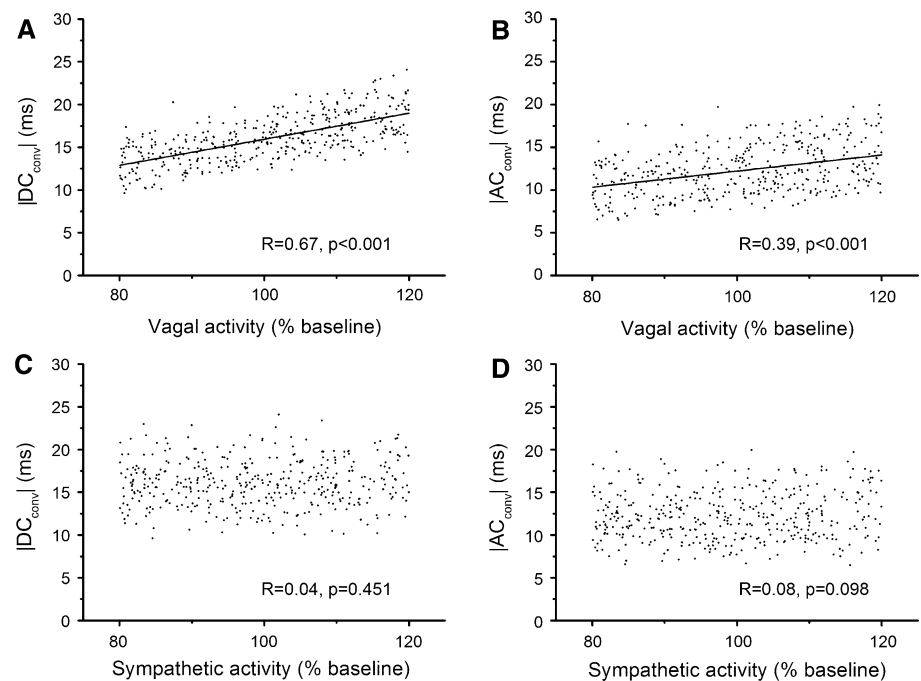 A
B
30
25
20
15
10
5
0
|DCconv| (ms)
R=0.67, p<0.001
80
100
120
Vagal activity (% baseline)
30
25
20
15
10
5
0
|ACconv| (ms)
R=0.39, p<0.001
80
100
120
Vagal activity (% baseline)
C
D
30
25
20
15
10
5
0
|DCconv| (ms)
R=0.04, p=0.451
80
100
120
Sympathetic activity (% baseline)
30
25
20
15
10
5
0
|ACconv| (ms)
R=0.08, p=0.098
80
100
120
Sympathetic activity (% baseline)